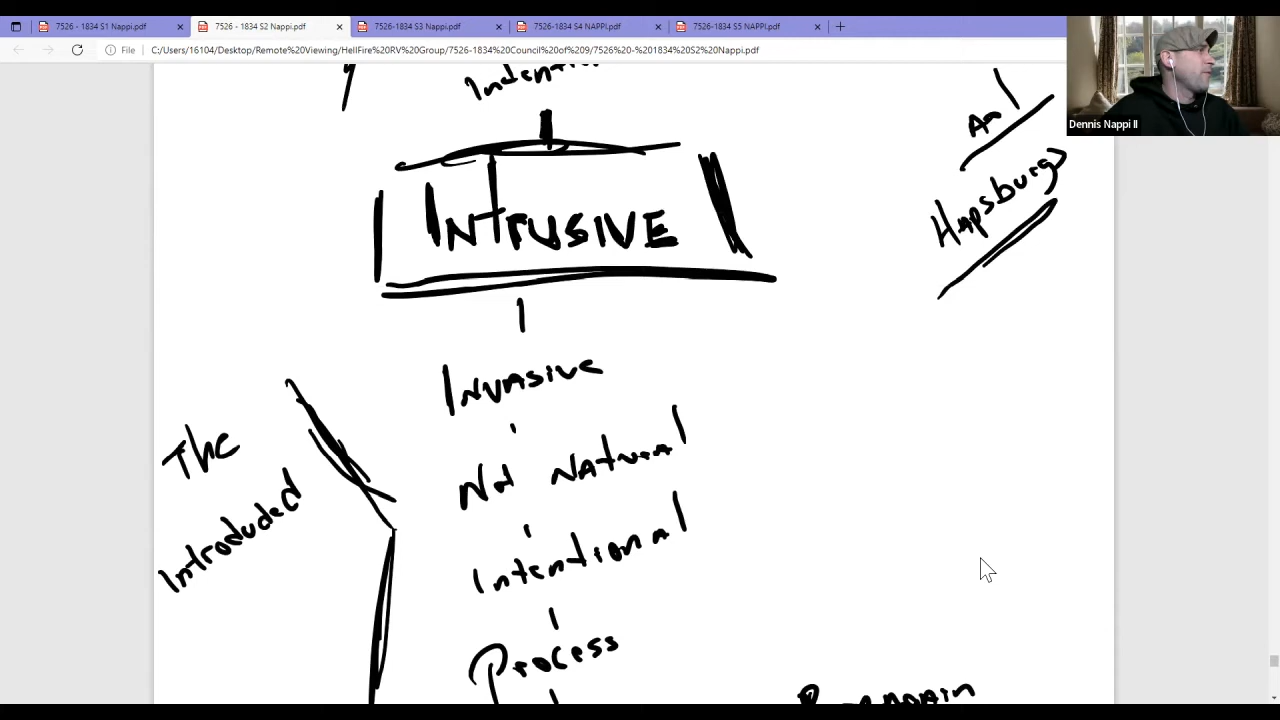 7526 - 1834 S1 Nappi.pdf
7526 - 1834 S2 Nappi.pdf
7526-1834 S3 Nappi.pdf
7526-1834 S4 NAPPI.pdf
7526-1834 S5 NAPPI.pdf
File
C:/Users/16104/Desktop/Remote%20Viewing/HellFire%20RV%20Group/7526-1834%20Council%20of%209/7526%20-%201834%20S2%20Nappi.pdf
Dennis Nappi II
Hapsburg
INTRUSIVE
Invasive
The
Not Natural
Introduced
Intentional
Process